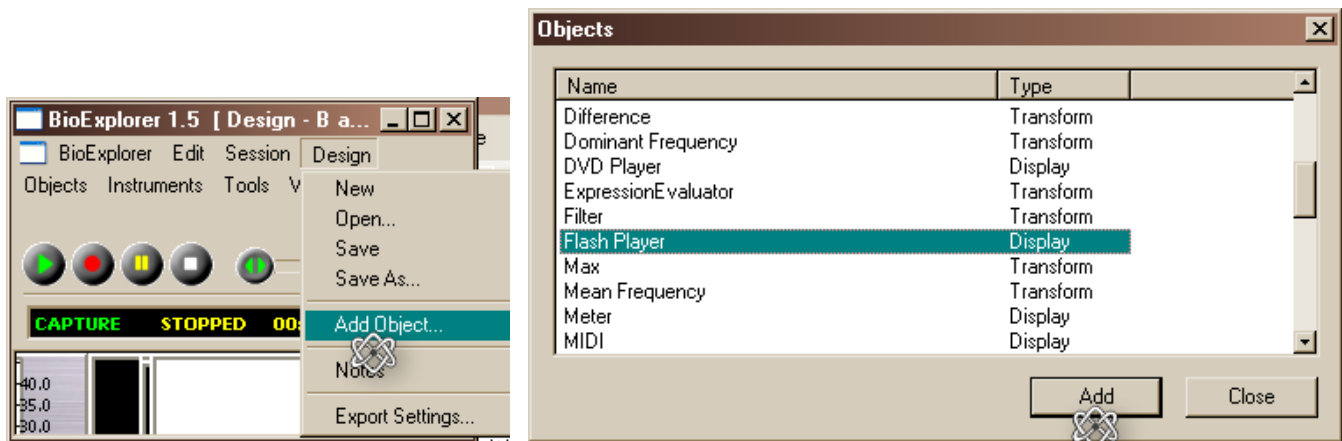 BioExplorer 1.5 [ Design - B a...
BioExplorer Edit Session Design
Objects Instruments Tools V
New
Open...
Save
Save As...
Add Object...
Notes
Export Settings...
CAPTURE STOPPED 00:
40.0
35.0
30.0
Objects
Name Type
Difference Transform
Dominant Frequency Transform
DVD Player Display
ExpressionEvaluator Transform
Filter Transform
Flash Player Display
Max Transform
Mean Frequency Transform
Meter Display
MIDI Display
Add Close